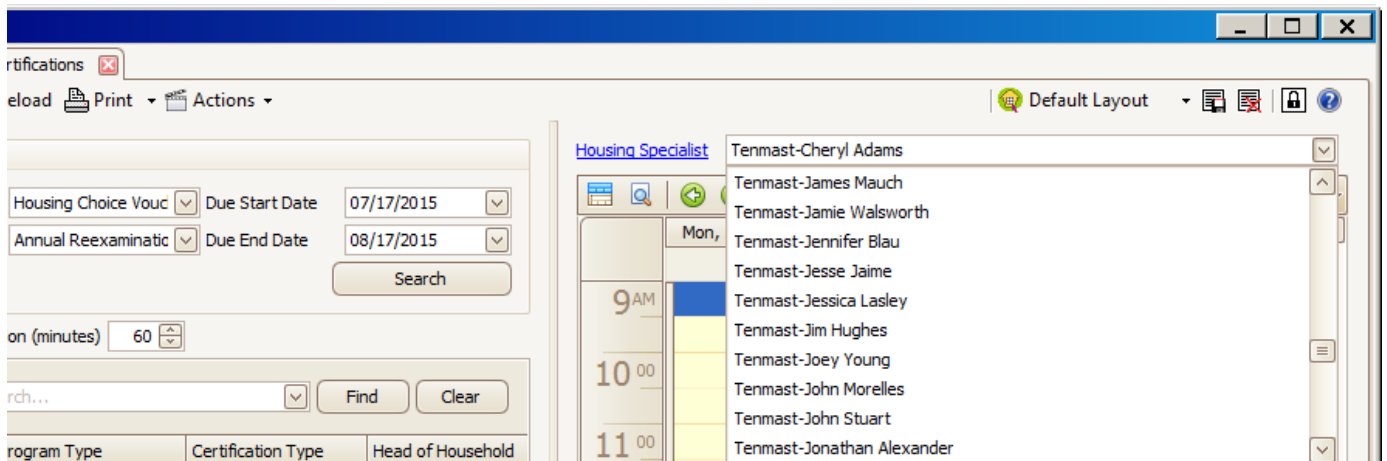 rtifications
eload Print Actions Default Layout
Housing Specialist Tenmast-Cheryl Adams
Housing Choice Vouc Due Start Date 07/17/2015
Annual Reexaminatic Due End Date 08/17/2015
Search
on (minutes) 60
rch... Find Clear
rogram Type Certification Type Head of Household
Mon,
9 AM
10 00
11 00
Tenmast-James Mauch
Tenmast-Jamie Walsworth
Tenmast-Jennifer Blau
Tenmast-Jesse Jaime
Tenmast-Jessica Lasley
Tenmast-Jim Hughes
Tenmast-Joey Young
Tenmast-John Morelles
Tenmast-John Stuart
Tenmast-Jonathan Alexander